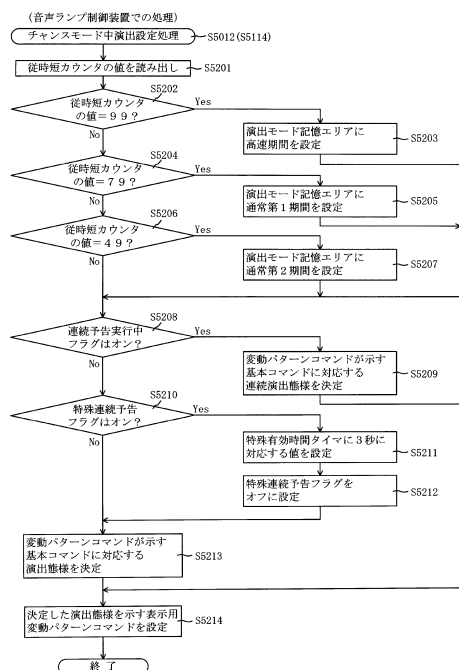 (音声ランプ制御装置での処理)
チャンスモード中演出設定処理
S5012(S5114)
従時短カウンタの値を読み出し
S5201
S5202
従時短カウンタ
の値=99?
Yes
No
演出モード記憶エリアに
高速期間を設定
S5203
S5204
従時短カウンタ
の値=79?
Yes
No
演出モード記憶エリアに
通常第1期間を設定
S5205
S5206
従時短カウンタ
の値=49?
Yes
No
演出モード記憶エリアに
通常第2期間を設定
S5207
S5208
連続予告実行中
フラグはオン?
Yes
No
変動パターンコマンドが示す
基本コマンドに対応する
連続演出態様を決定
S5209
S5210
特殊連続予告
フラグはオン?
Yes
No
特殊有効時間タイマに3秒に
対応する値を設定
S5211
特殊連続予告フラグを
オフに設定
S5212
変動パターンコマンドが示す
基本コマンドに対応する
演出態様を決定
S5213
決定した演出態様を示す表示用
変動パターンコマンドを設定
S5214
終了